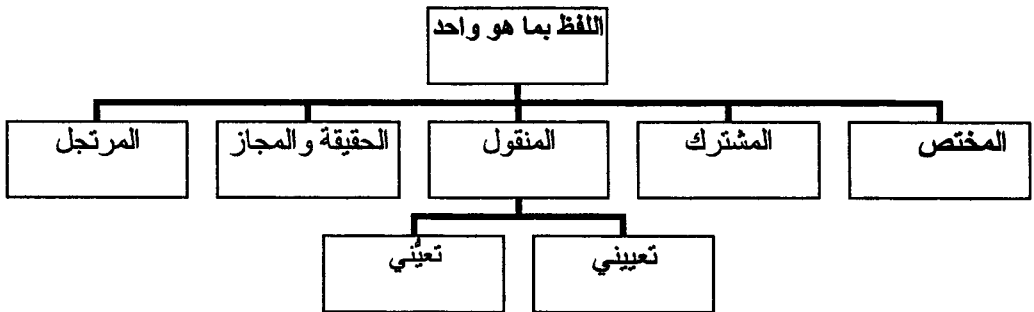 اللفظ بما هو واحد
المختص
المشترك
المنقول
الحقيقة والمجاز
المرتجل
تعييني
تعيّني